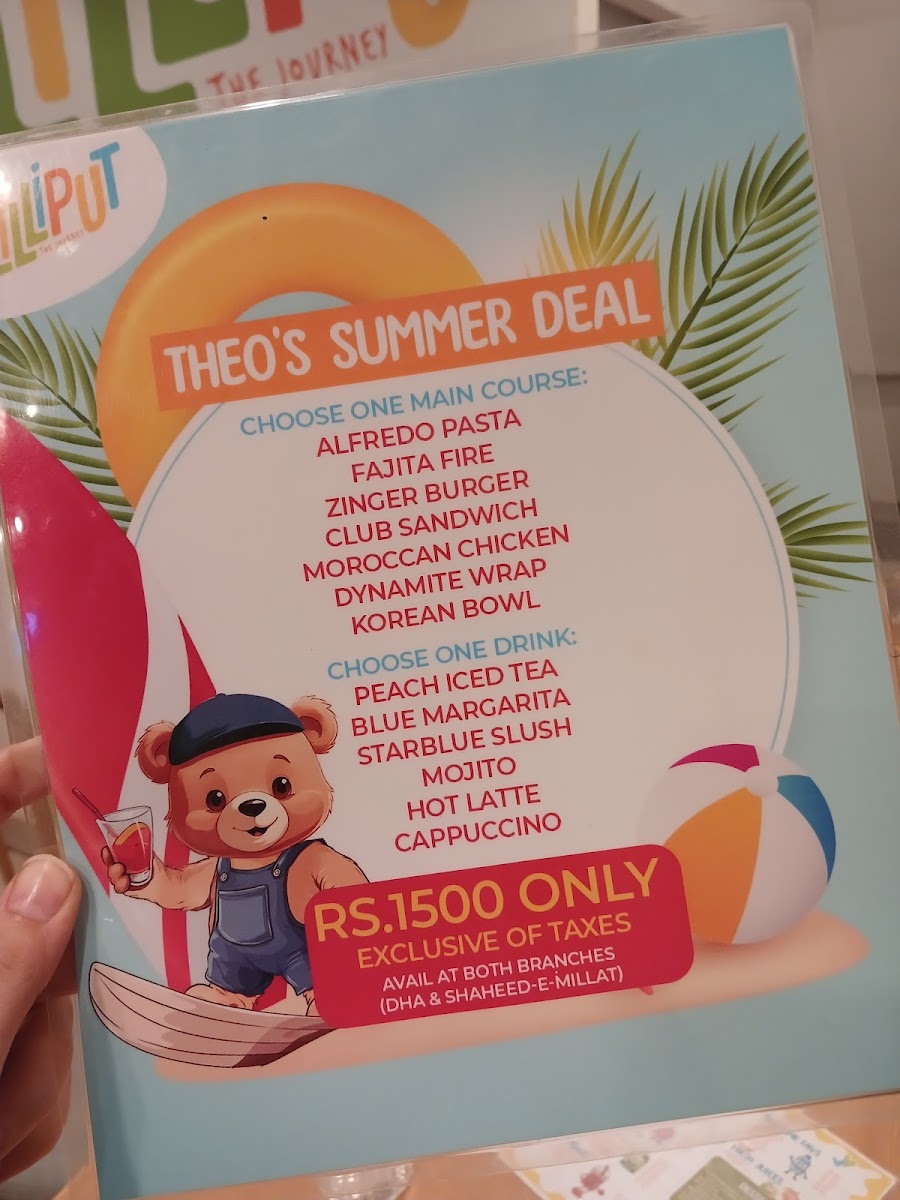 THE JOURNEY
LILLIPUT
THE JOURNEY
THEO'S SUMMER DEAL
CHOOSE ONE MAIN COURSE:
ALFREDO PASTA
FAJITA FIRE
ZINGER BURGER
CLUB SANDWICH
MOROCCAN CHICKEN
DYNAMITE WRAP
KOREAN BOWL
CHOOSE ONE DRINK:
PEACH ICED TEA
BLUE MARGARITA
STARBLUE SLUSH
MOJITO
HOT LATTE
CAPPUCCINO
RS.1500 ONLY
EXCLUSIVE OF TAXES
AVAIL AT BOTH BRANCHES
(DHA & SHAHEED-E-MILLAT)